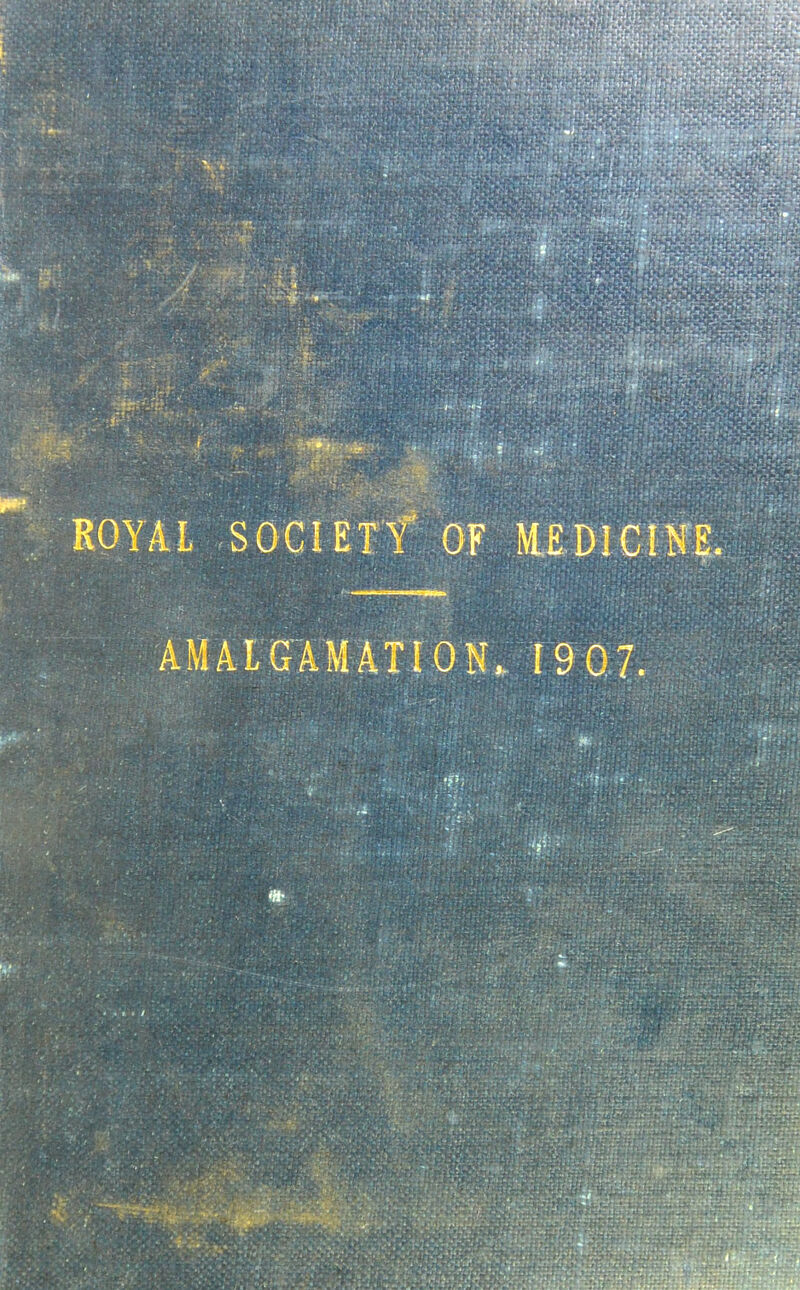 ROYAL SOCIETY OF MEDICINE.
AMALGAMATION, 1907.